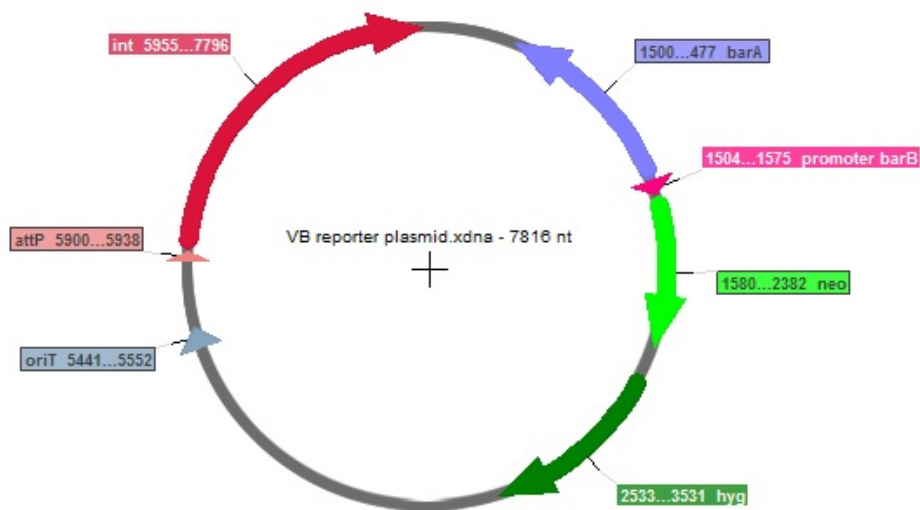 int 5955...7796
1500...477 barA
1504...1575 promoter barB
attP 5900...5938
VB reporter plasmid.xdna - 7816 nt
1580...2382 neo
oriT 5441...5552
2533...3531 hyg